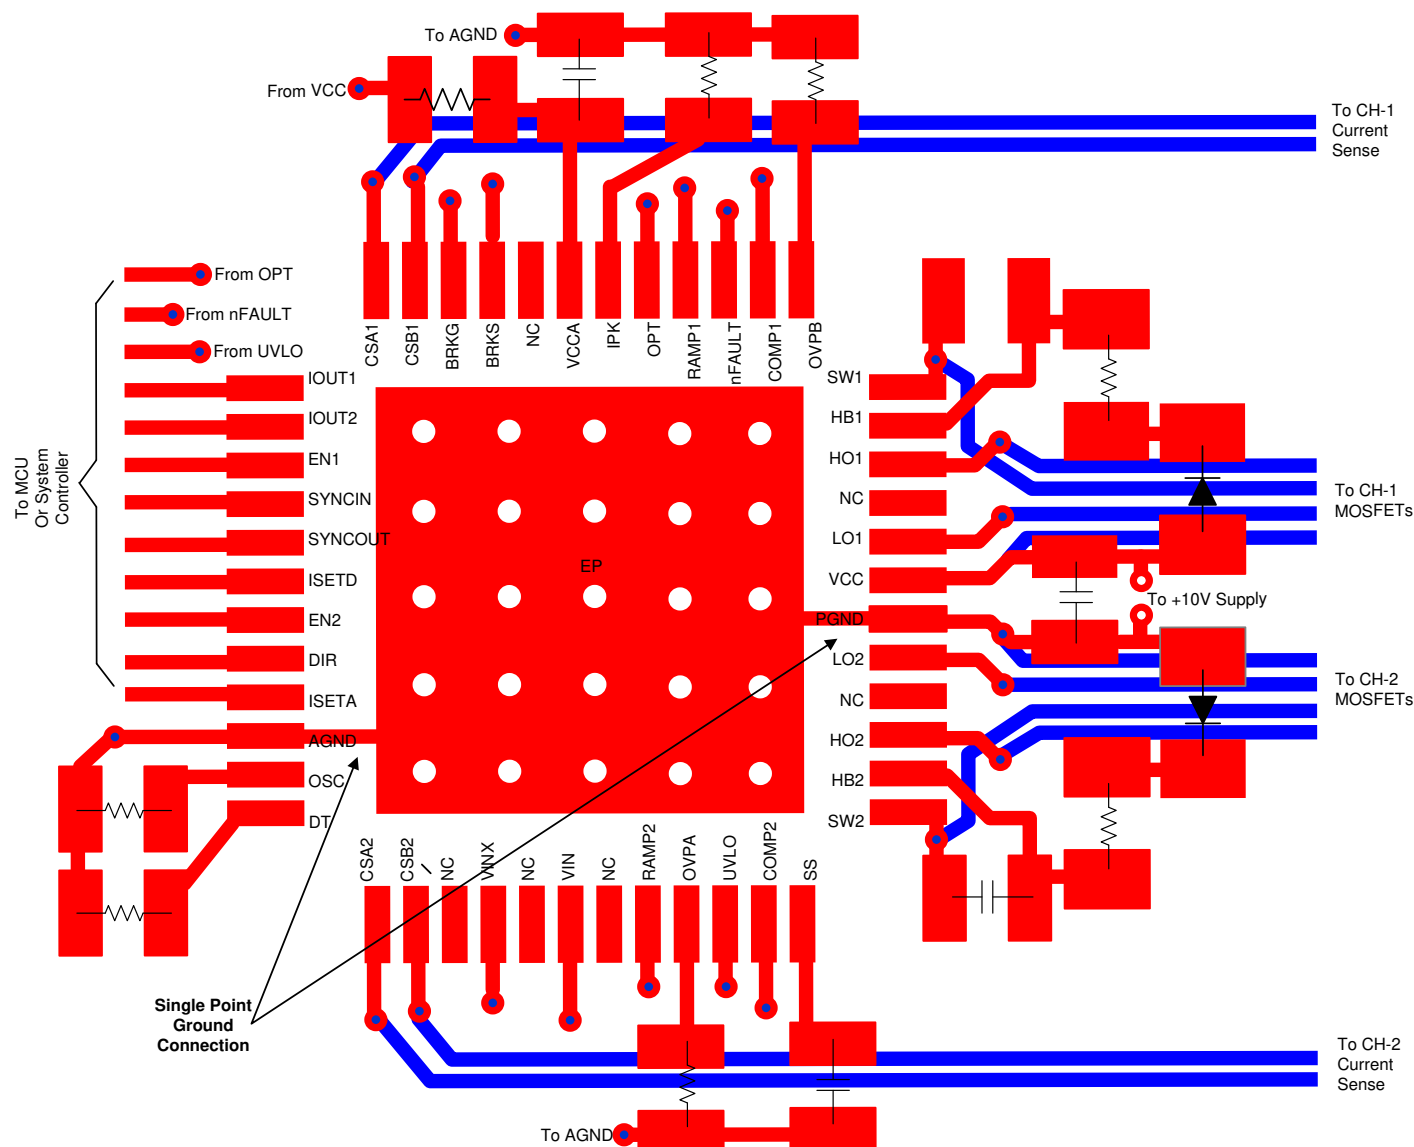 To AGND
From VCC
To CH-1
Current
Sense
CSA1
CSB1
BRKG
BRKS
NC
VCCA
IPK
OPT
RAMP1
nFAULT
COMP1
OVPB
From OPT
From nFAULT
From UVLO
To MCU
Or System
Controller
IOUT1
IOUT2
EN1
SYNCIN
SYNCOUT
ISETD
EN2
DIR
ISETA
AGND
OSC
DT
EP
SW1
HB1
HO1
NC
LO1
VCC
PGND
LO2
NC
HO2
HB2
SW2
To CH-1
MOSFETs
To +10V Supply
To CH-2
MOSFETs
CSA2
CSB2
NC
VINX
NC
VIN
NC
RAMP2
OVPA
UVLO
COMP2
SS
Single Point
Ground
Connection
To CH-2
Current
Sense
To AGND